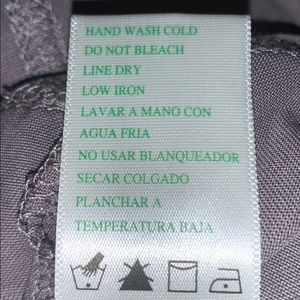 HAND WASH COLD
DO NOT BLEACH
LINE DRY
LOW IRON
LAVAR A MANO CON
AGUA FRIA
NO USAR BLANQUEADOR
SECAR COLGADO
PLANCHAR A
TEMPERATURA BAJA